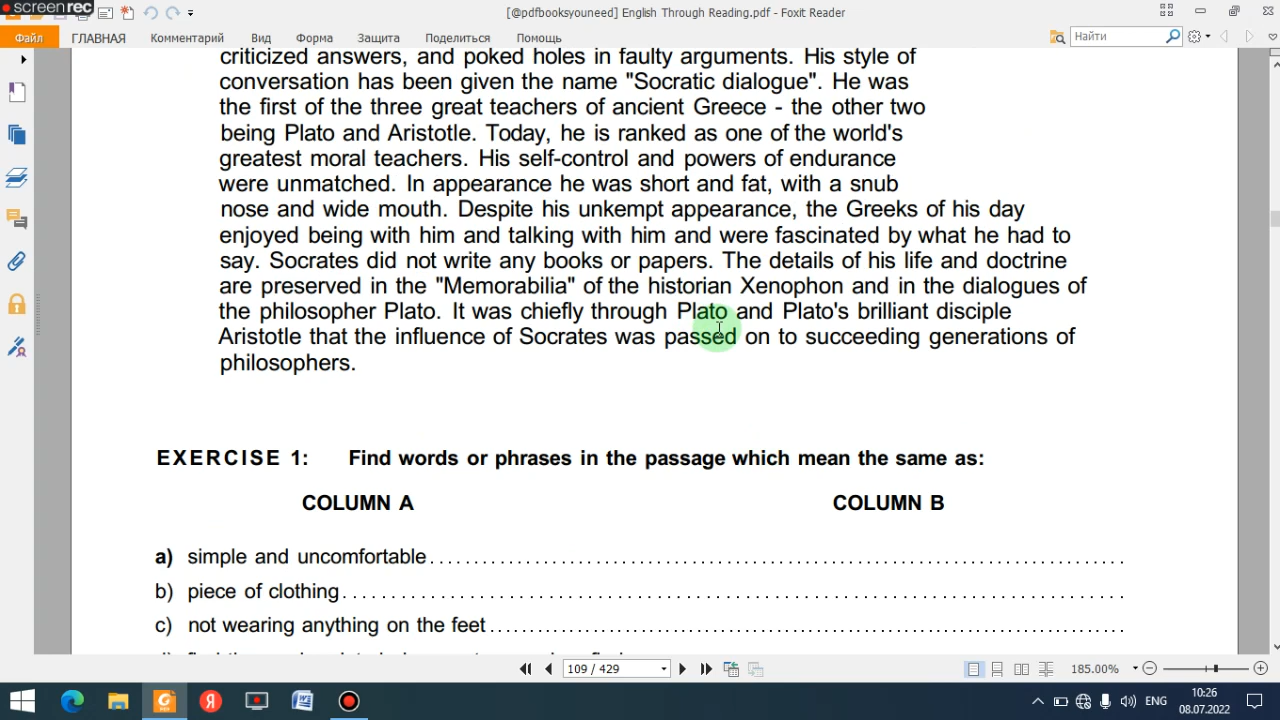 screenrec
[@pdfbooksyouneed] English Through Reading.pdf - Foxit Reader
Файл ГЛАВНАЯ Комментарий Вид Форма Защита Поделиться Помощь Найти
criticized answers, and poked holes in faulty arguments. His style of
conversation has been given the name "Socratic dialogue". He was
the first of the three great teachers of ancient Greece - the other two
being Plato and Aristotle. Today, he is ranked as one of the world's
greatest moral teachers. His self-control and powers of endurance
were unmatched. In appearance he was short and fat, with a snub
nose and wide mouth. Despite his unkempt appearance, the Greeks of his day
enjoyed being with him and talking with him and were fascinated by what he had to
say. Socrates did not write any books or papers. The details of his life and doctrine
are preserved in the "Memorabilia" of the historian Xenophon and in the dialogues of
the philosopher Plato. It was chiefly through Plato and Plato's brilliant disciple
Aristotle that the influence of Socrates was passed on to succeeding generations of
philosophers.
EXERCISE 1: Find words or phrases in the passage which mean the same as:
COLUMN A COLUMN B
a) simple and uncomfortable
b) piece of clothing
c) not wearing anything on the feet
109 / 429 185.00%
ENG
10:26
08.07.2022